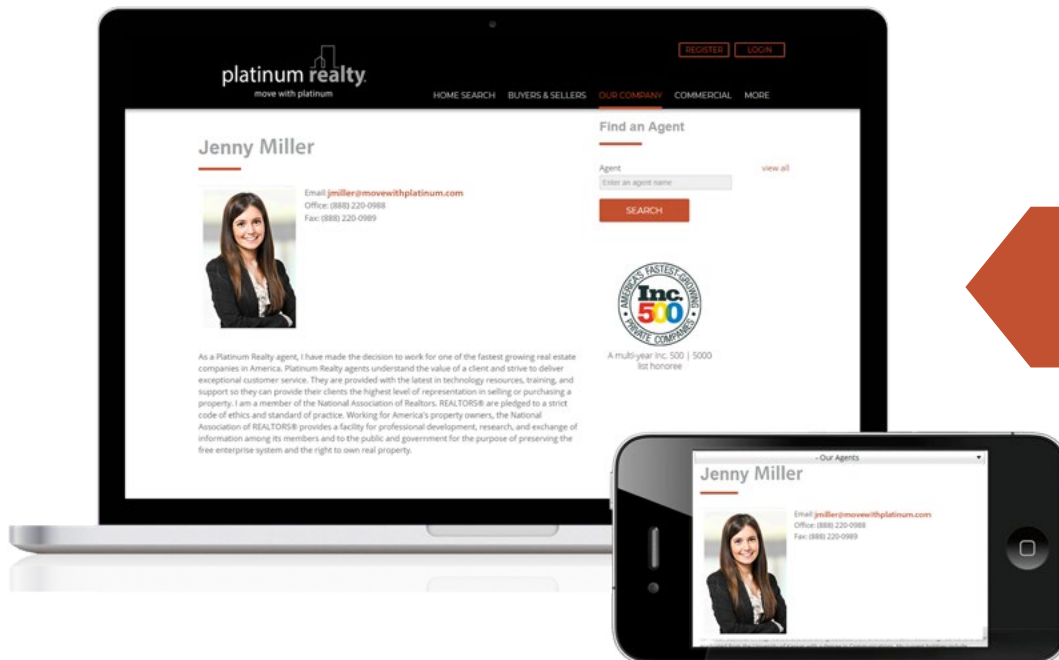 REGISTER LOGIN
platinum realty.
move with platinum
HOME SEARCH BUYERS & SELLERS OUR COMPANY COMMERCIAL MORE
Jenny Miller
Email: jmiller@movewithplatinum.com
Office: (888) 220-0988
Fax: (888) 220-0989
As a Platinum Realty agent, I have made the decision to work for one of the fastest growing real estate
companies in America. Platinum Realty agents understand the value of a client and strive to deliver
exceptional customer service. They are provided with the latest in technology resources, training, and
support so they can provide their clients the highest level of representation in selling or purchasing a
property. I am a member of the National Association of Realtors. REALTORS® are pledged to a strict
code of ethics and standard of practice. Working for America's property owners, the National
Association of REALTORS® provides a facility for professional development, research, and exchange of
information among its members and to the public and government for the purpose of preserving the
free enterprise system and the right to own real property.
Find an Agent
Agent view all
Enter an agent name
SEARCH
AMERICA'S FASTEST-GROWING
Inc.
500
PRIVATE COMPANIES
A multi-year Inc. 500 | 5000
list honoree
- Our Agents
Jenny Miller
Email: jmiller@movewithplatinum.com
Office: (888) 220-0988
Fax: (888) 220-0989